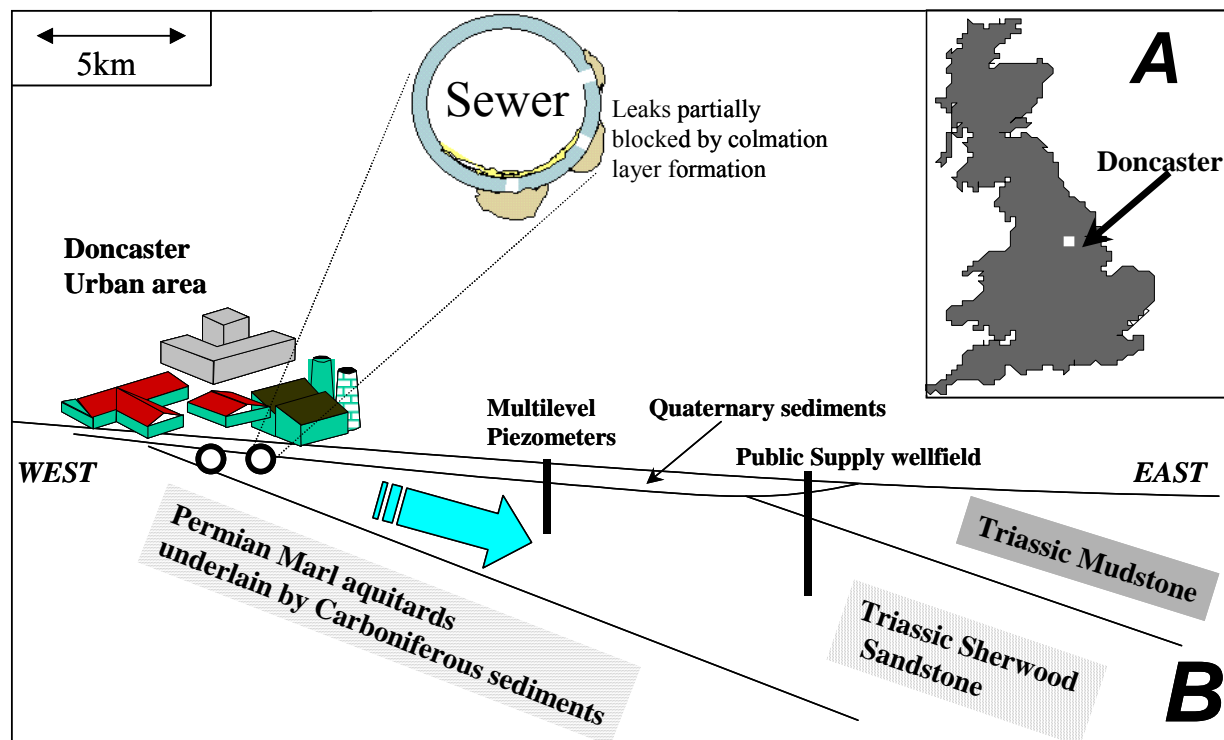 5km
Sewer
Leaks partially
blocked by colmation
layer formation
A
Doncaster
Doncaster
Urban area
Multilevel
Piezometers
Quaternary sediments
Public Supply wellfield
WEST
EAST
Permian Marl aquitards
underlain by Carboniferous sediments
Triassic Mudstone
Triassic Sherwood
Sandstone
B